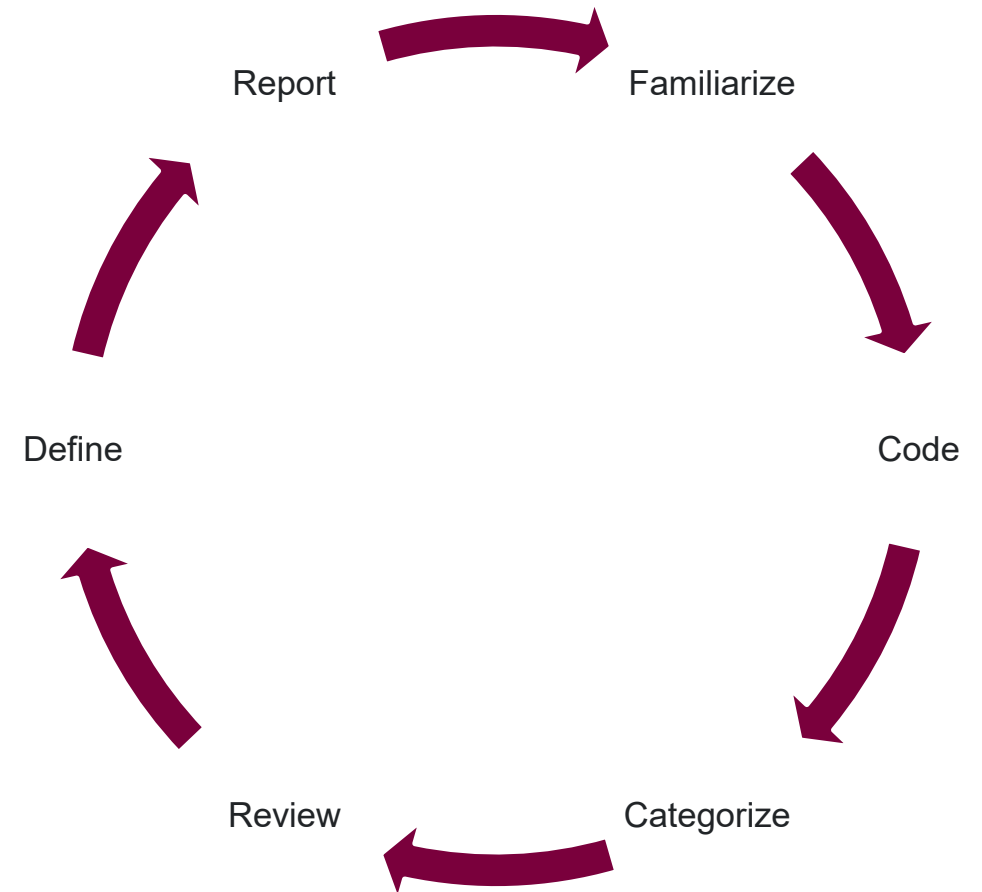 Report
Familiarize
Code
Categorize
Review
Define